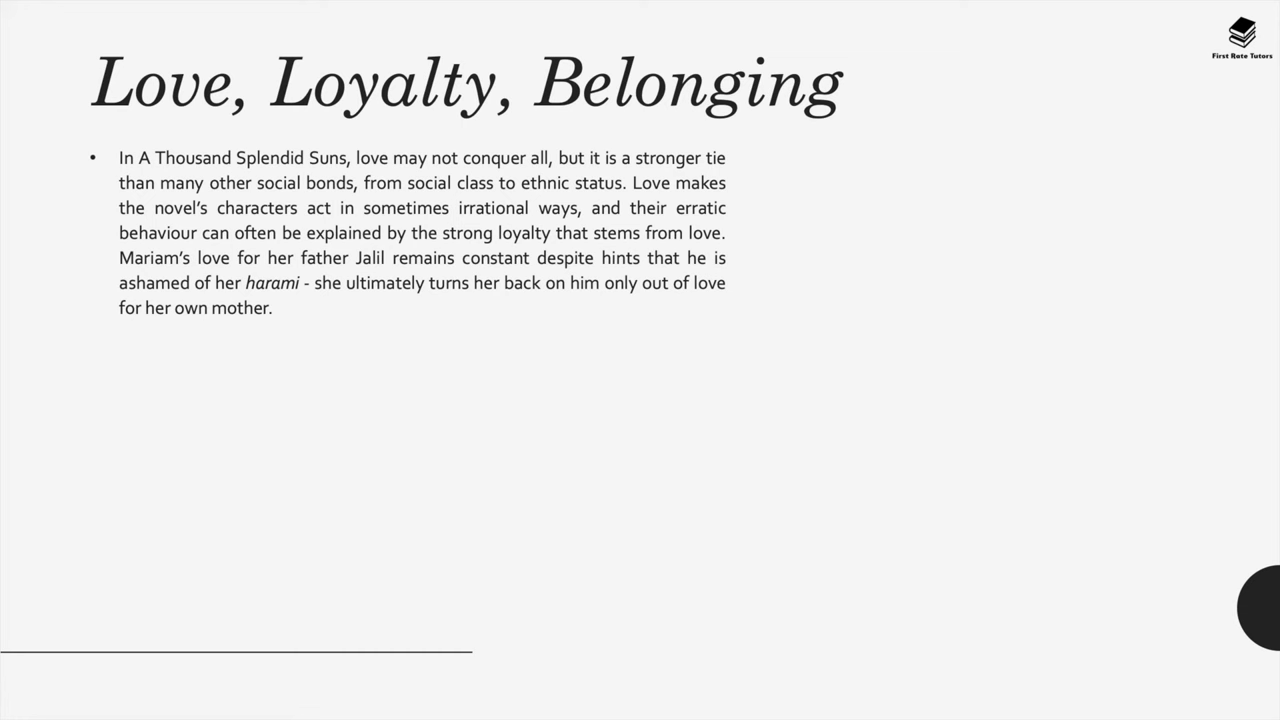 First Rate Tutors
Love, Loyalty, Belonging
• In A Thousand Splendid Suns, love may not conquer all, but it is a stronger tie
than many other social bonds, from social class to ethnic status. Love makes
the novel’s characters act in sometimes irrational ways, and their erratic
behaviour can often be explained by the strong loyalty that stems from love.
Mariam’s love for her father Jalil remains constant despite hints that he is
ashamed of her harami - she ultimately turns her back on him only out of love
for her own mother.